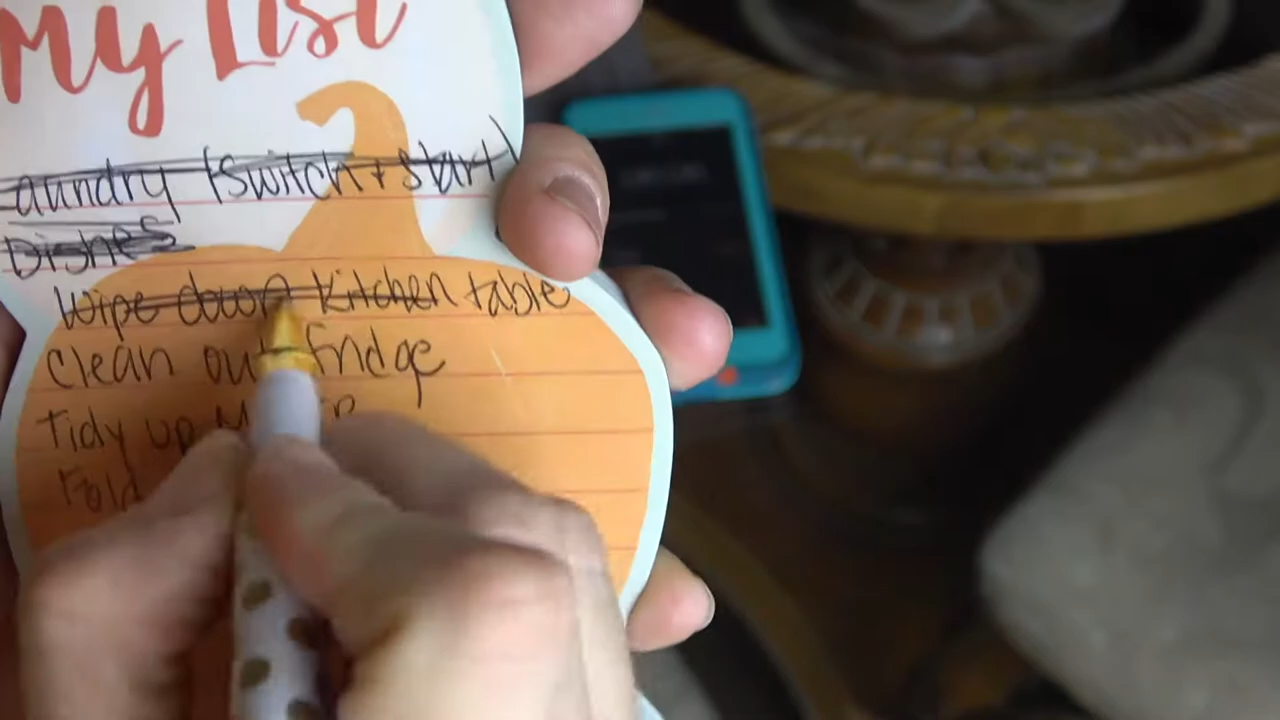 My List
aundry (switch + start)
Dishes
Wipe down Kitchen table
Clean out fridge
Tidy up
Fold